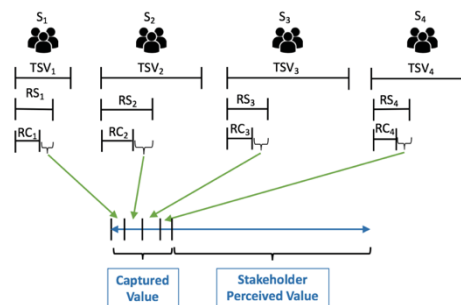 S1 S2 S3 S4
TSV1 TSV2 TSV3 TSV4
RS1 RS2 RS3 RS4
RC1 RC2 RC3 RC4
Captured Stakeholder
Value Perceived Value